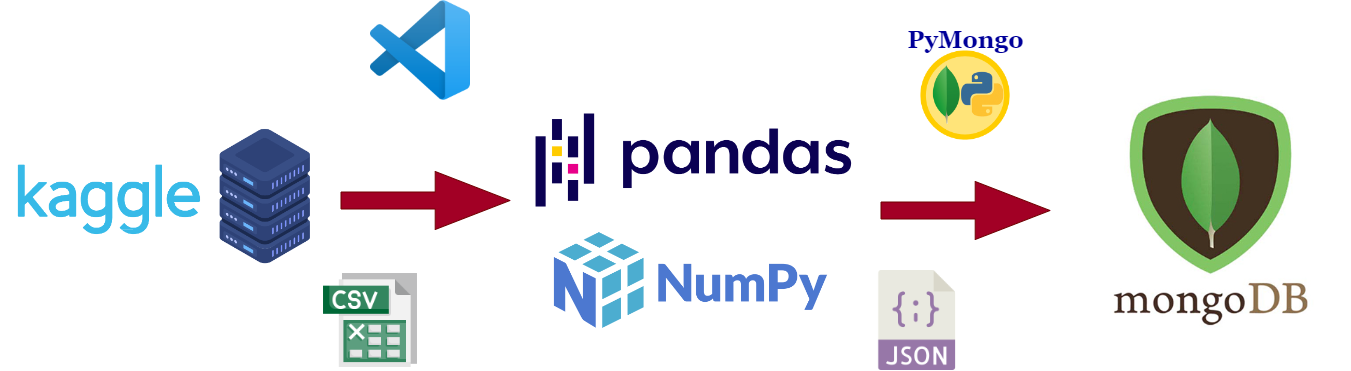 kaggle
CSV
pandas
NumPy
PyMongo
{;}
JSON
mongoDB